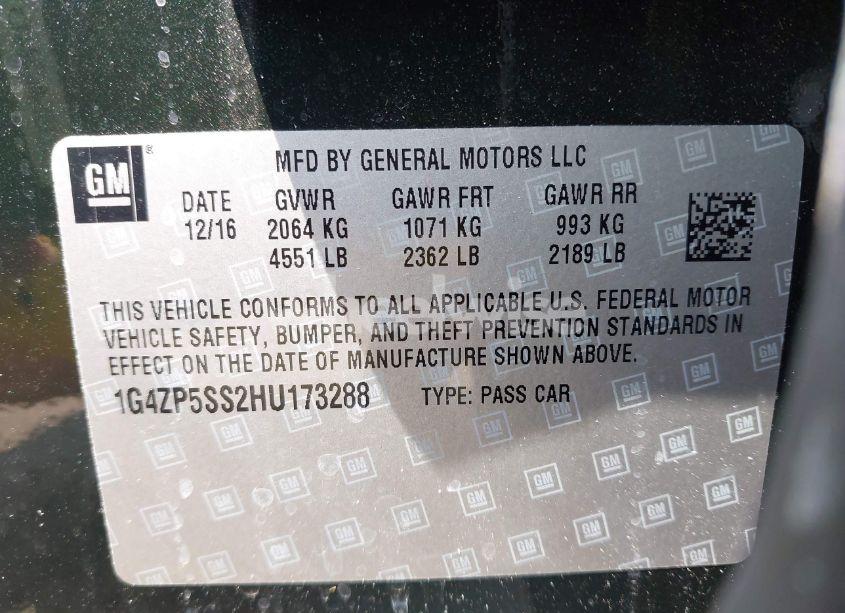 GM ®
MFD BY GENERAL MOTORS LLC
DATE GVWR GAWR FRT GAWR RR
12/16 2064 KG 1071 KG 993 KG
4551 LB 2362 LB 2189 LB
THIS VEHICLE CONFORMS TO ALL APPLICABLE U.S. FEDERAL MOTOR
VEHICLE SAFETY, BUMPER, AND THEFT PREVENTION STANDARDS IN
EFFECT ON THE DATE OF MANUFACTURE SHOWN ABOVE.
1G4ZP5SS2HU173288 TYPE: PASS CAR